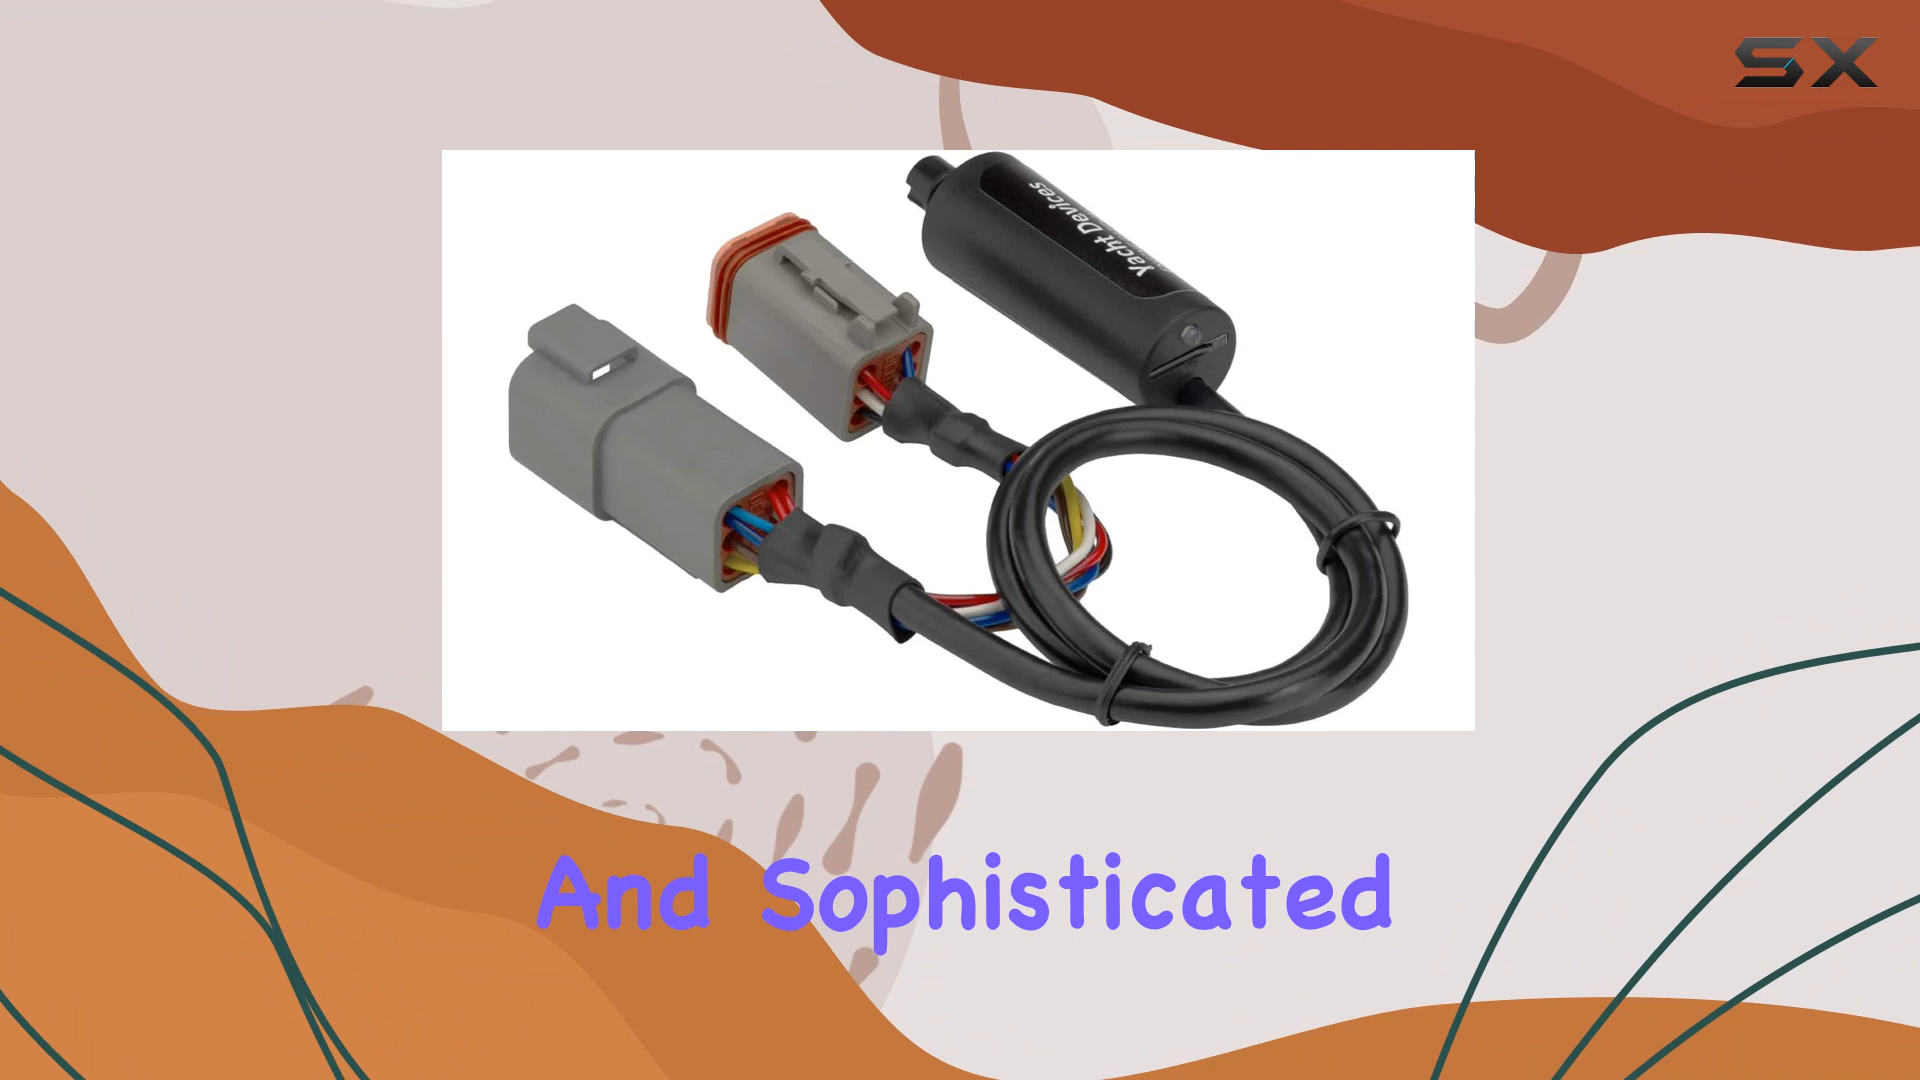 SX
Yacht Devices
And Sophisticated